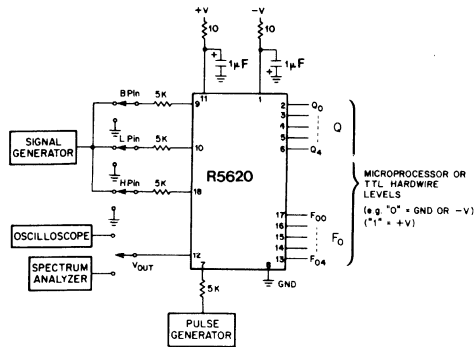 +V
-V
10
10
+
1μF
+
1μF
11
1
BPin
5K
9
2
Q0
3
4
Q
5
LPin
5K
10
6
Q4
SIGNAL
GENERATOR
R5620
MICROPROCESSOR OR
TTL HARDWIRE
LEVELS
(e.g. "0" = GND OR -V)
("1" = +V)
HPin
5K
18
17
F00
16
15
F0
14
13
F04
OSCILLOSCOPE
12
VOUT
SPECTRUM
ANALYZER
7
8
GND
5K
PULSE
GENERATOR